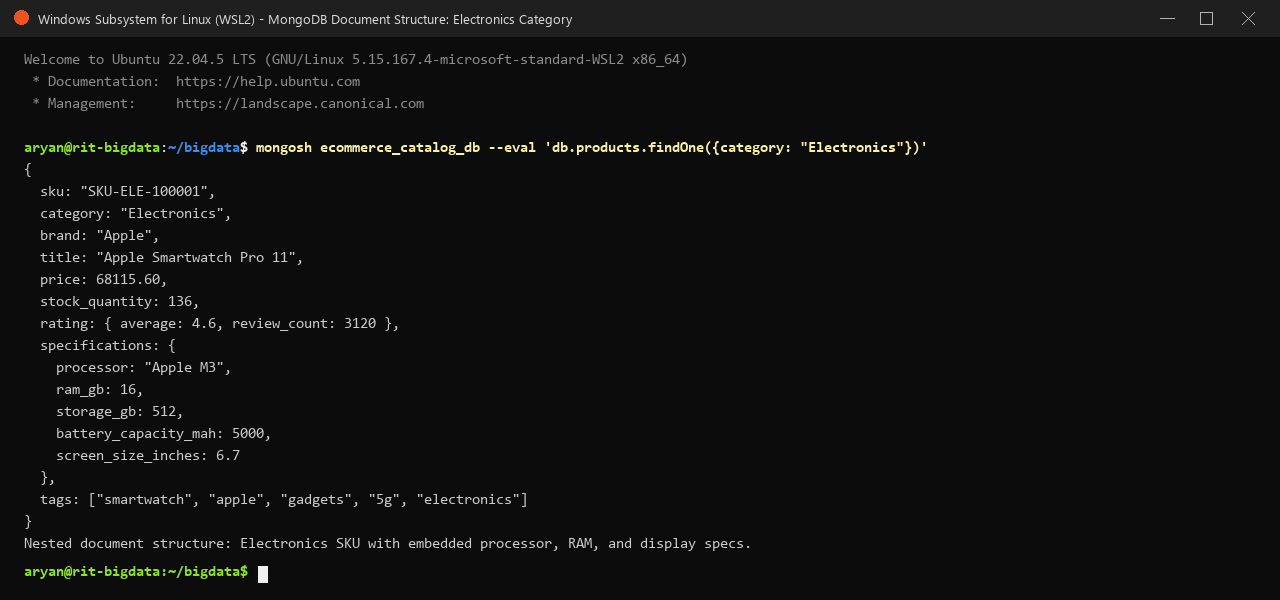 Windows Subsystem for Linux (WSL2) - MongoDB Document Structure: Electronics Category
Welcome to Ubuntu 22.04.5 LTS (GNU/Linux 5.15.167.4-microsoft-standard-WSL2 x86_64)
 * Documentation:  https://help.ubuntu.com
 * Management:     https://landscape.canonical.com
aryan@rit-bigdata:~/bigdata$ mongosh ecommerce_catalog_db --eval 'db.products.findOne({category: "Electronics"})'
{
  sku: "SKU-ELE-100001",
  category: "Electronics",
  brand: "Apple",
  title: "Apple Smartwatch Pro 11",
  price: 68115.60,
  stock_quantity: 136,
  rating: { average: 4.6, review_count: 3120 },
  specifications: {
    processor: "Apple M3",
    ram_gb: 16,
    storage_gb: 512,
    battery_capacity_mah: 5000,
    screen_size_inches: 6.7
  },
  tags: ["smartwatch", "apple", "gadgets", "5g", "electronics"]
}
Nested document structure: Electronics SKU with embedded processor, RAM, and display specs.
aryan@rit-bigdata:~/bigdata$